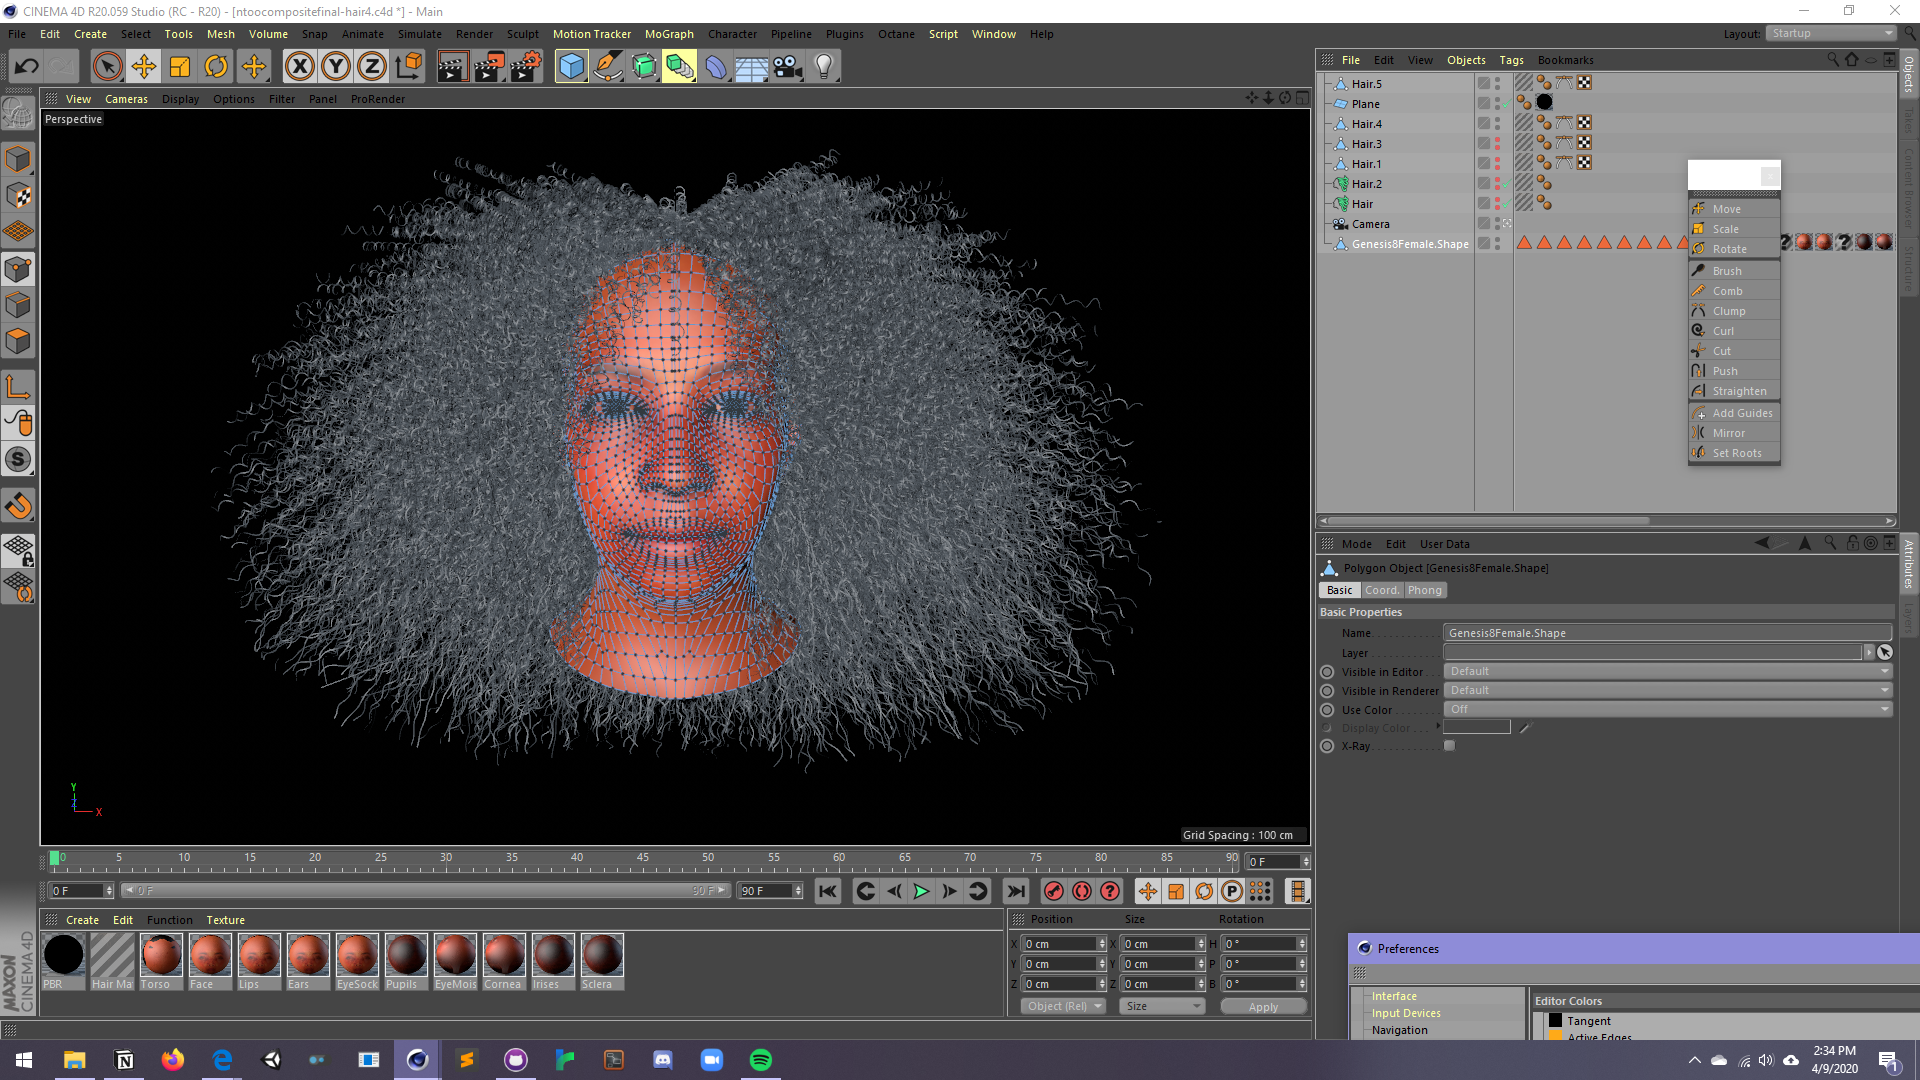 CINEMA 4D R20.059 Studio (RC - R20) - [ntoocompositefinal-hair4.c4d *] - Main
File Edit Create Select Tools Mesh Volume Snap Animate Simulate Render Sculpt Motion Tracker MoGraph Character Pipeline Plugins Octane Script Window Help
Layout: Startup
View Cameras Display Options Filter Panel ProRender
Perspective
Grid Spacing : 100 cm
File Edit View Objects Tags Bookmarks
Hair.5
Plane
Hair.4
Hair.3
Hair.1
Hair.2
Hair
Camera
Genesis8Female.Shape
Move
Scale
Rotate
Brush
Comb
Clump
Curl
Cut
Push
Straighten
Add Guides
Mirror
Set Roots
Objects
Takes
Content Browser
Structure
Mode Edit User Data
Polygon Object [Genesis8Female.Shape]
Basic Coord. Phong
Basic Properties
Name Genesis8Female.Shape
Layer
Visible in Editor Default
Visible in Renderer Default
Use Color Off
Display Color
X-Ray
Attributes
Layers
0 5 10 15 20 25 30 35 40 45 50 55 60 65 70 75 80 85 90
0 F
0 F 0 F 90 F 90 F
Create Edit Function Texture
PBR Hair Ma Torso Face Lips Ears EyeSock Pupils EyeMois Cornea Irises Sclera
Position Size Rotation
X 0 cm X 0 cm H 0 °
Y 0 cm Y 0 cm P 0 °
Z 0 cm Z 0 cm B 0 °
Object (Rel) Size Apply
MAXON
CINEMA 4D
Preferences
Interface
Input Devices
Navigation
Editor Colors
Tangent
Active Edges
2:34 PM
4/9/2020
1